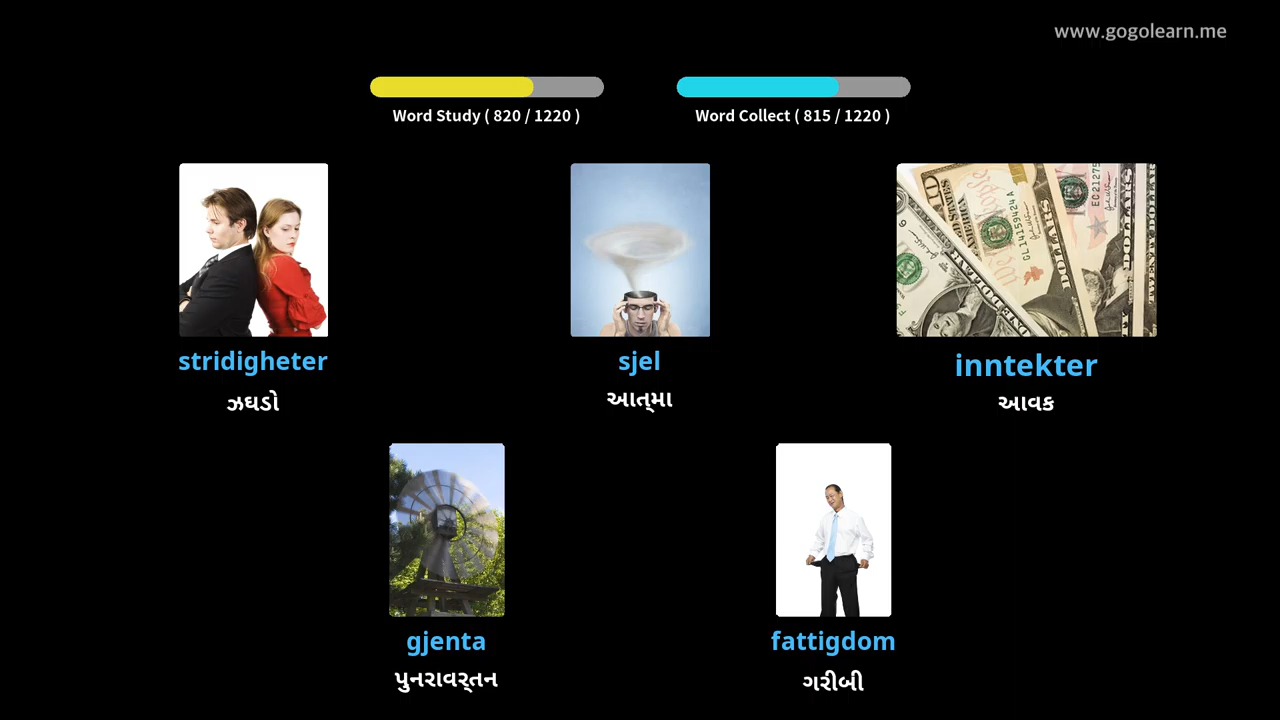 www.gogolearn.me
Word Study ( 820 / 1220 )
Word Collect ( 815 / 1220 )
stridigheter
ઝઘડો
sjel
આત્મા
inntekter
આવક
gjenta
પુનરાવર્તન
fattigdom
ગરીબી